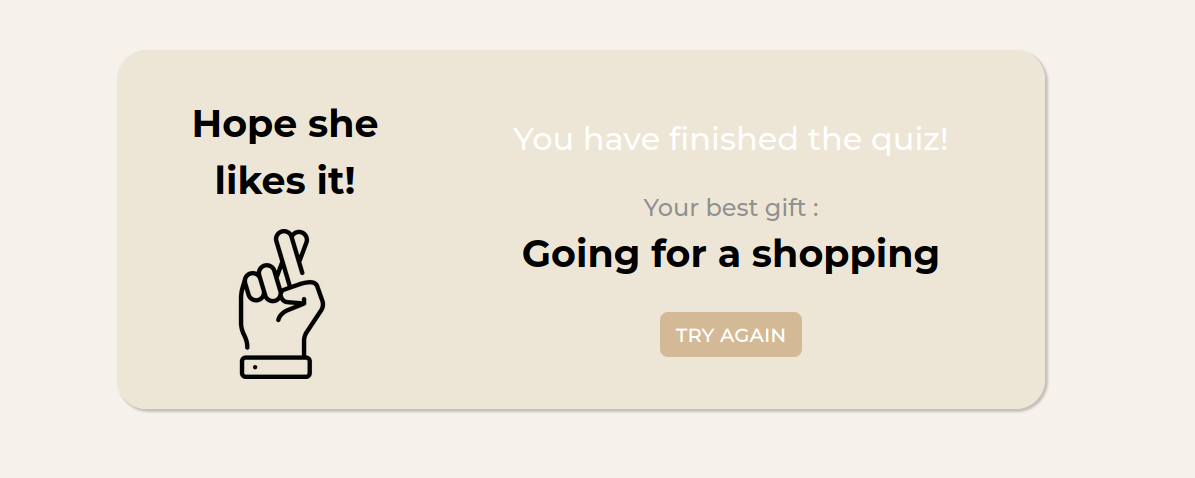 Hope she
likes it!
You have finished the quiz!
Your best gift :
Going for a shopping
TRY AGAIN